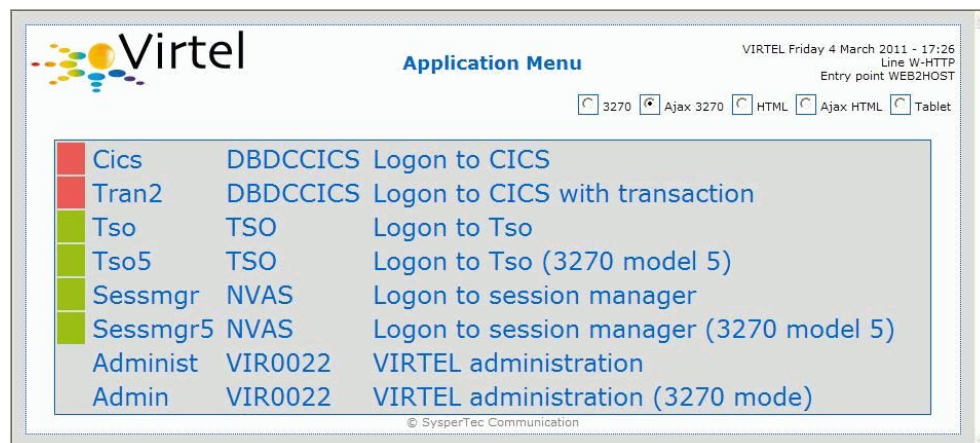 Virtel
Application Menu
VIRTEL Friday 4 March 2011 - 17:26
Line W-HTTP
Entry point WEB2HOST
3270 Ajax 3270 HTML Ajax HTML Tablet
Cics DBDCCICS Logon to CICS
Tran2 DBDCCICS Logon to CICS with transaction
Tso TSO Logon to Tso
Tso5 TSO Logon to Tso (3270 model 5)
Sessmgr NVAS Logon to session manager
Sessmgr5 NVAS Logon to session manager (3270 model 5)
Administ VIR0022 VIRTEL administration
Admin VIR0022 VIRTEL administration (3270 mode)
© SysperTec Communication